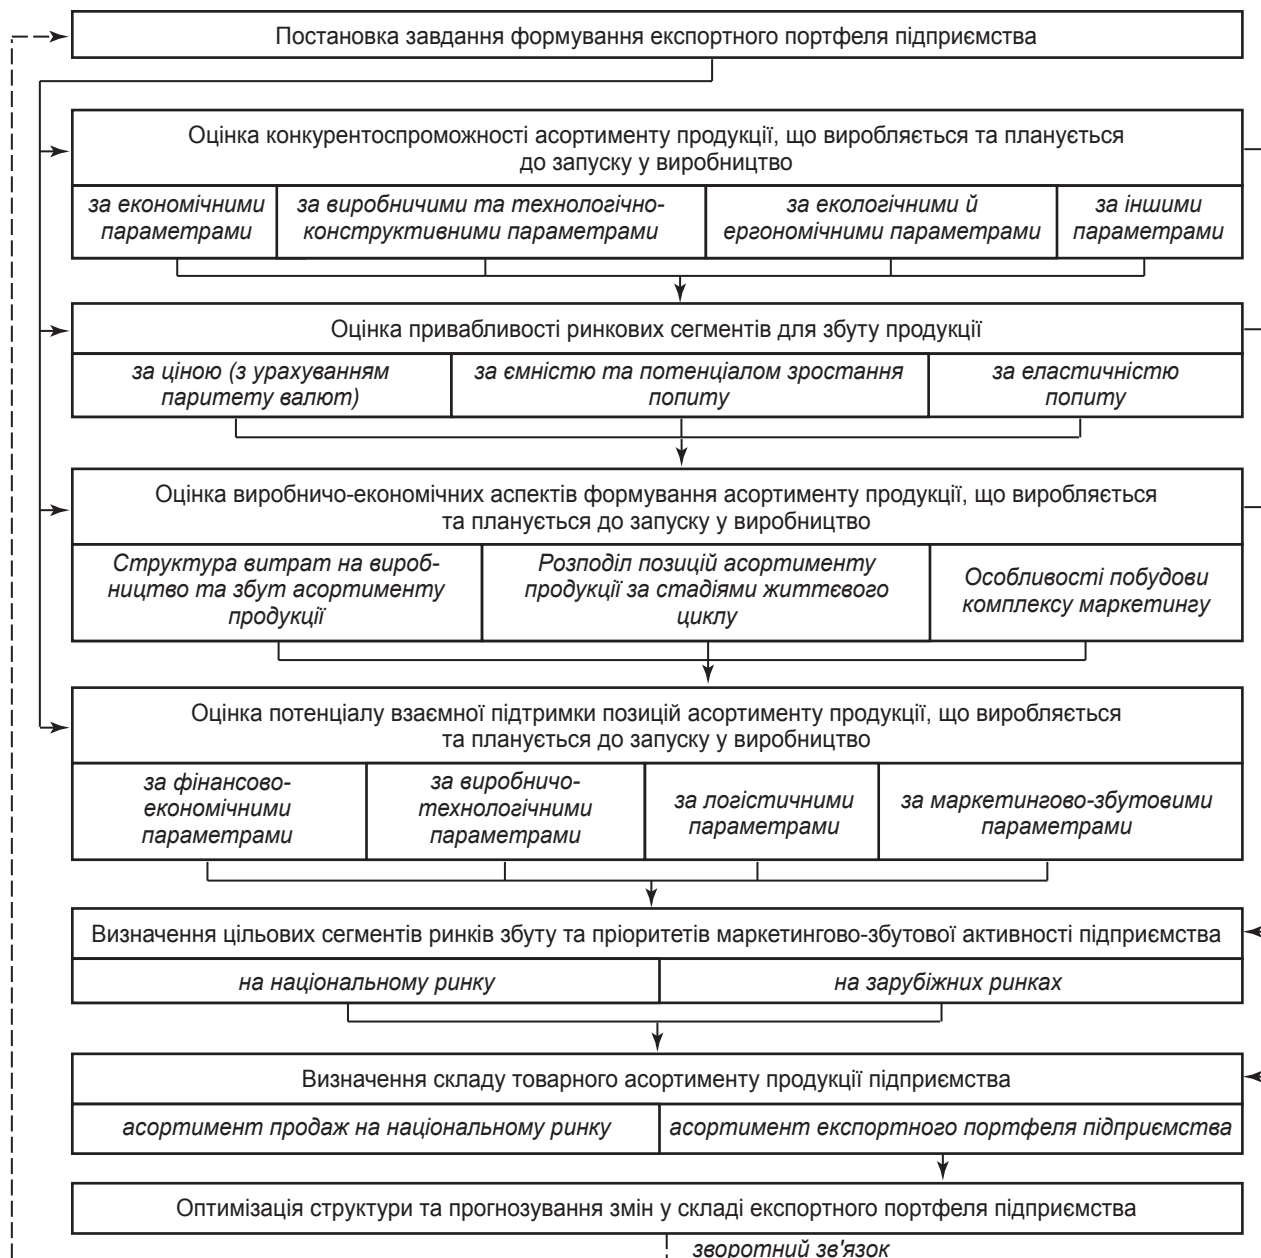 Постановка завдання формування експортного портфеля підприємства
Оцінка конкурентоспроможності асортименту продукції, що виробляється та планується
до запуску у виробництво
за економічними
параметрами
за виробничими та технологічно-
конструктивними параметрами
за екологічними й
ергономічними параметрами
за іншими
параметрами
Оцінка привабливості ринкових сегментів для збуту продукції
за ціною (з урахуванням
паритету валют)
за ємністю та потенціалом зростання
попиту
за еластичністю
попиту
Оцінка виробничо-економічних аспектів формування асортименту продукції, що виробляється
та планується до запуску у виробництво
Структура витрат на вироб-
ництво та збут асортименту
продукції
Розподіл позицій асортименту
продукції за стадіями життєвого
циклу
Особливості побудови
комплексу маркетингу
Оцінка потенціалу взаємної підтримки позицій асортименту продукції, що виробляється
та планується до запуску у виробництво
за фінансово-
економічними
параметрами
за виробничо-
технологічними
параметрами
за логістичними
параметрами
за маркетингово-збутовими
параметрами
Визначення цільових сегментів ринків збуту та пріоритетів маркетингово-збутової активності підприємства
на національному ринку
на зарубіжних ринках
Визначення складу товарного асортименту продукції підприємства
асортимент продаж на національному ринку
асортимент експортного портфеля підприємства
Оптимізація структури та прогнозування змін у складі експортного портфеля підприємства
зворотний зв'язок